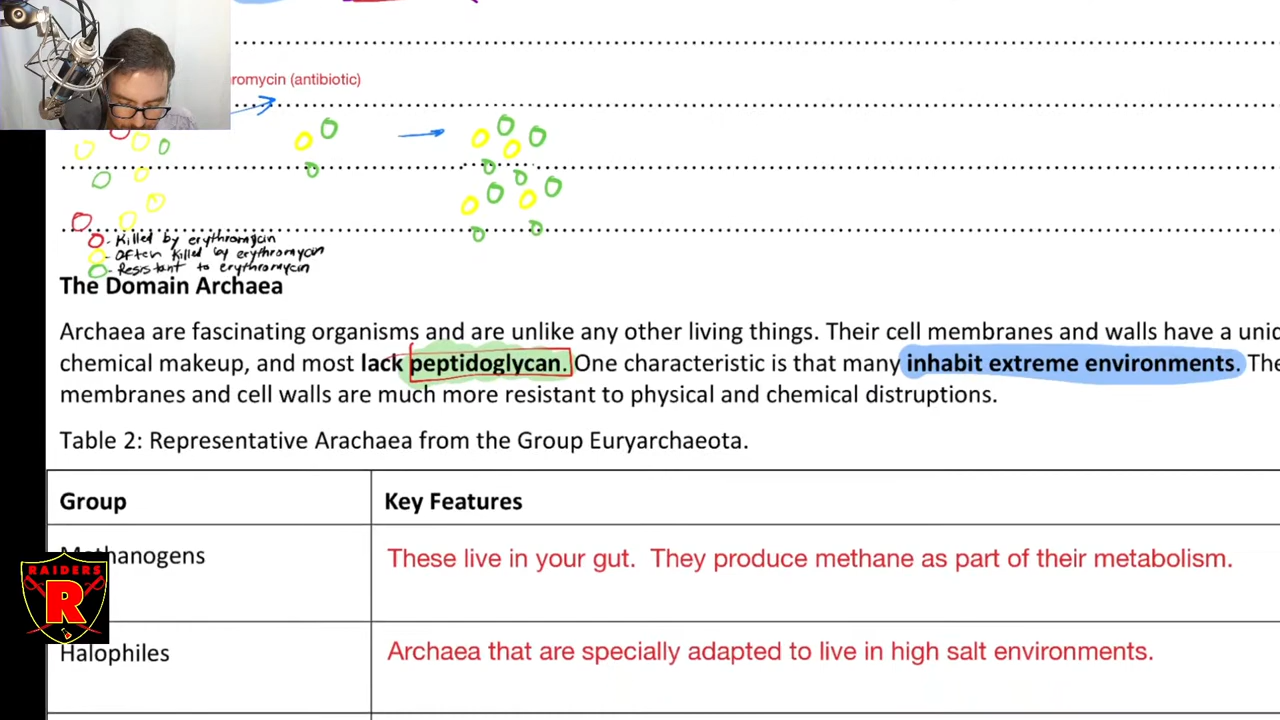 romycin (antibiotic)
- Killed by erythromycin
- Often killed by erythromycin
- Resistant to erythromycin
The Domain Archaea
Archaea are fascinating organisms and are unlike any other living things. Their cell membranes and walls have a
chemical makeup, and most lack peptidoglycan. One characteristic is that many inhabit extreme environments.
membranes and cell walls are much more resistant to physical and chemical distruptions.
Table 2: Representative Arachaea from the Group Euryarchaeota.
Group Key Features
Methanogens These live in your gut. They produce methane as part of their metabolism.
RAIDERS
R
Halophiles Archaea that are specially adapted to live in high salt environments.